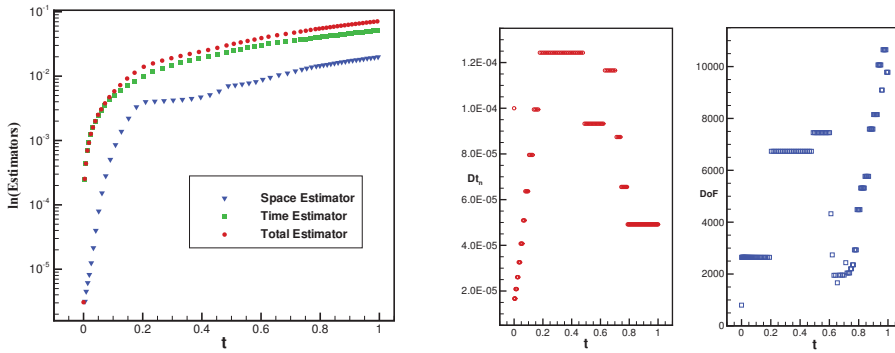 ln(Estimators)
10^-1
10^-2
10^-3
10^-4
10^-5
Space Estimator
Time Estimator
Total Estimator
0 0.2 0.4 0.6 0.8 1
t
Dt_n
1.2E-04
1.0E-04
8.0E-05
6.0E-05
4.0E-05
2.0E-05
0 0.2 0.4 0.6 0.8 1
t
DoF
10000
8000
6000
4000
2000
0
0 0.2 0.4 0.6 0.8 1
t